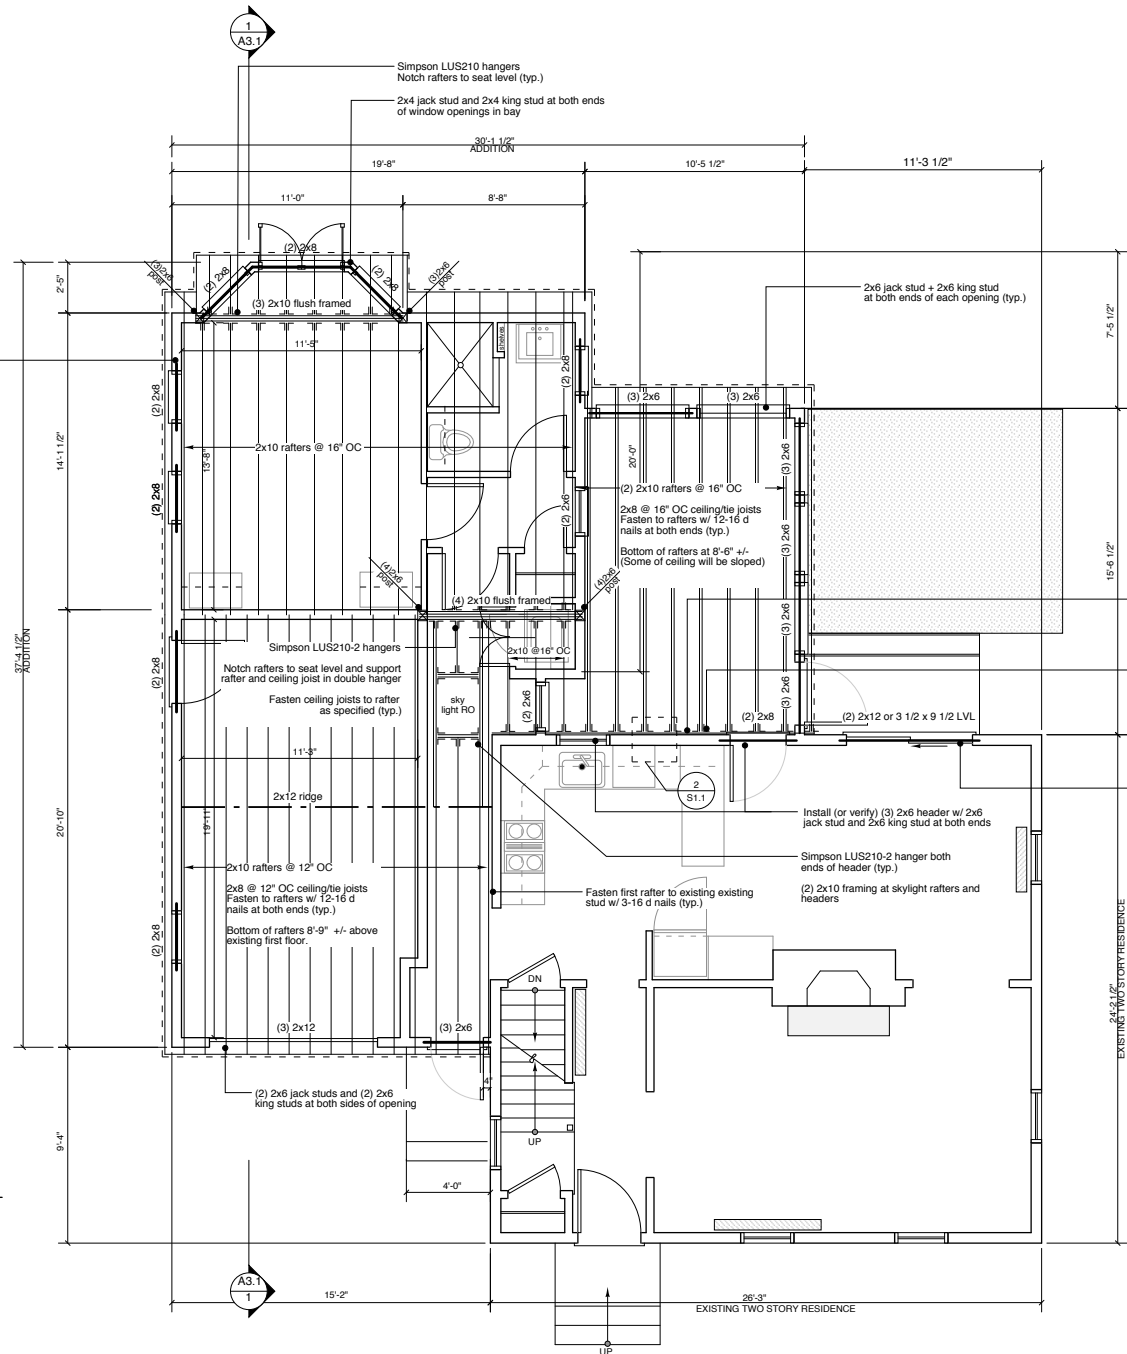 1
A3.1
Simpson LUS210 hangers
Notch rafters to seat level (typ.)
2x4 jack stud and 2x4 king stud at both ends
of window openings in bay
30'-1 1/2"
ADDITION
19'-8"
10'-5 1/2"
11'-3 1/2"
11'-0"
8'-8"
(2) 2x8
(3)2x6
post
(2) 2x8
(2) 2x8
(3)2x6
post
2'-5"
(3) 2x10 flush framed
2x6 jack stud + 2x6 king stud
at both ends of each opening (typ.)
7'-5 1/2"
11'-5"
shelves
(2) 2x8
(2) 2x8
(3) 2x6
(3) 2x6
14'-11 1/2"
2x10 rafters @ 16" OC
13'-8"
20'-0"
(3) 2x6
(2) 2x8
(2) 2x6
(2) 2x10 rafters @ 16" OC
2x8 @ 16" OC ceiling/tie joists
Fasten to rafters w/ 12-16 d
nails at both ends (typ.)
Bottom of rafters at 8'-6" +/-
(Some of ceiling will be sloped)
(3) 2x6
15'-6 1/2"
(4)2x6
post
(4)2x6
post
(4) 2x10 flush framed
(3) 2x6
37'-4 1/2"
ADDITION
Simpson LUS210-2 hangers
2x10 @16" OC
(2) 2x8
Notch rafters to seat level and support
rafter and ceiling joist in double hanger
Fasten ceiling joists to rafter
as specified (typ.)
sky
light RO
(2) 2x6
(3) 2x6
(2) 2x8
(2) 2x12 or 3 1/2 x 9 1/2 LVL
11'-3"
2x12 ridge
2
S1.1
20'-10"
19'-11"
Install (or verify) (3) 2x6 header w/ 2x6
jack stud and 2x6 king stud at both ends
2x10 rafters @ 12" OC
2x8 @ 12" OC ceiling/tie joists
Fasten to rafters w/ 12-16 d
nails at both ends (typ.)
Bottom of rafters 8'-9" +/- above
existing first floor.
Simpson LUS210-2 hanger both
ends of header (typ.)
(2) 2x10 framing at skylight rafters and
headers
Fasten first rafter to existing existing
stud w/ 3-16 d nails (typ.)
(2) 2x8
DN
24'-2 1/2"
EXISTING TWO STORY RESIDENCE
(3) 2x12
(3) 2x6
4"
(2) 2x6 jack studs and (2) 2x6
king studs at both sides of opening
UP
9'-4"
4'-0"
A3.1
1
15'-2"
26'-3"
EXISTING TWO STORY RESIDENCE
UP